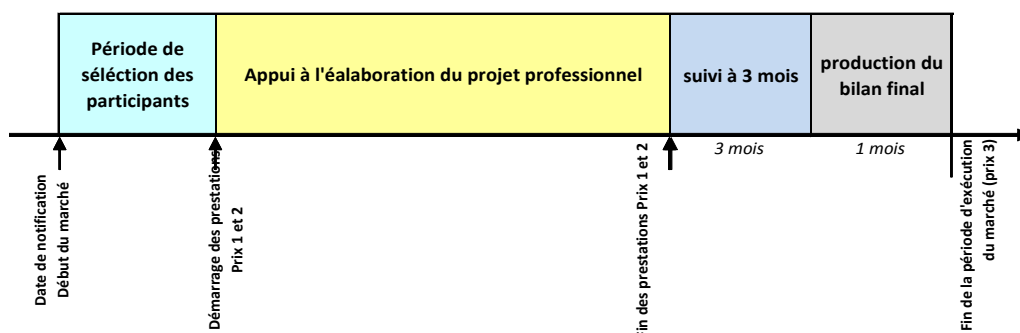 Période de
séléction des
participants
Appui à l'éalaboration du projet professionnel
suivi à 3 mois
production du
bilan final
3 mois
1 mois
Date de notification
Début du marché
Démarrage des prestations
Prix 1 et 2
in des prestations Prix 1 et 2
Fin de la période d'exécution
du marché (prix 3)